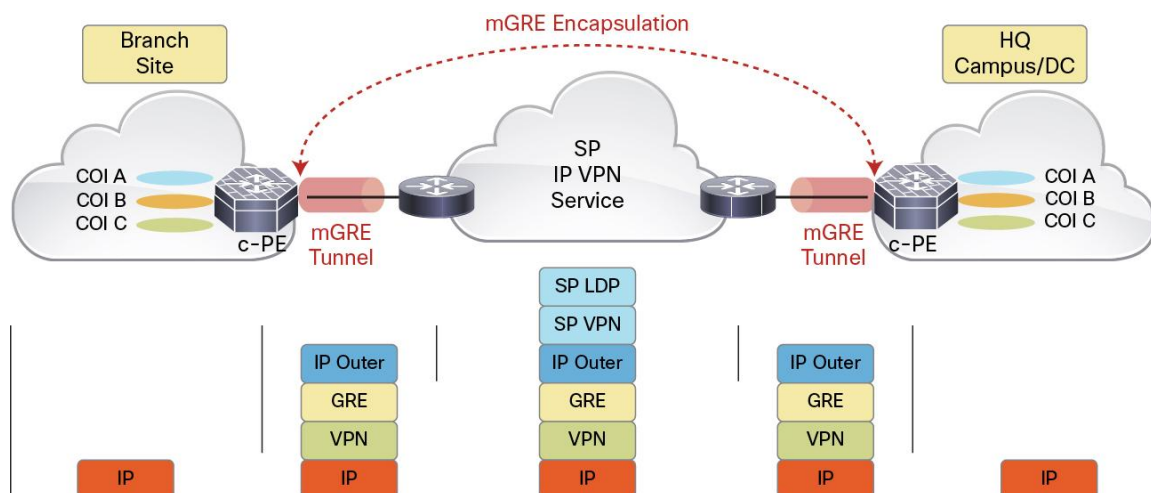 mGRE Encapsulation
Branch
Site
HQ
Campus/DC
SP
IP VPN
Service
COI A
COI B
COI C
c-PE
mGRE
Tunnel
mGRE
Tunnel
c-PE
COI A
COI B
COI C
SP LDP
SP VPN
IP Outer
IP Outer
IP Outer
GRE
GRE
GRE
VPN
VPN
VPN
IP
IP
IP
IP
IP